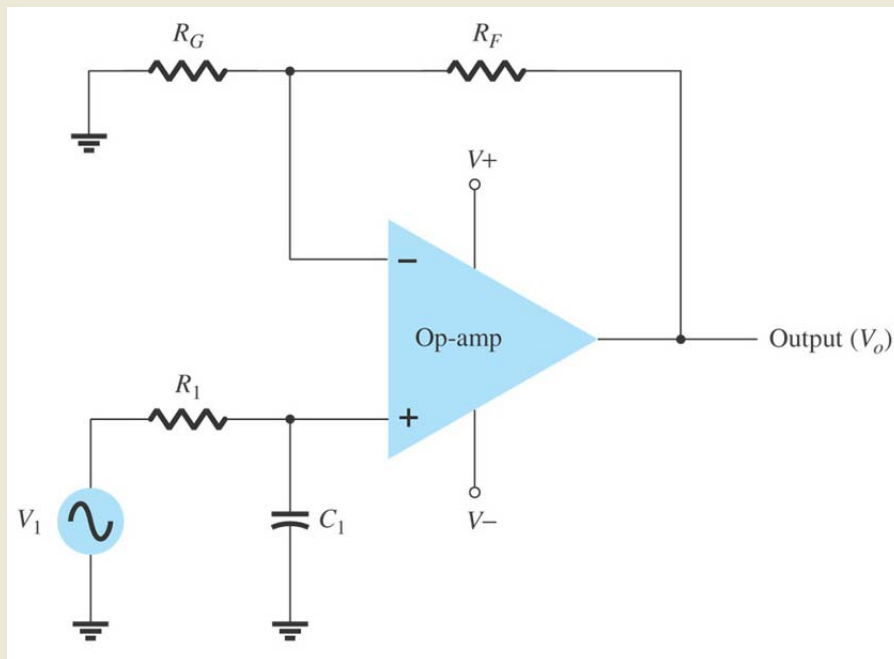 R_G
R_F
V+
−
Op-amp
Output (V_o)
R_1
+
V_1
C_1
V−